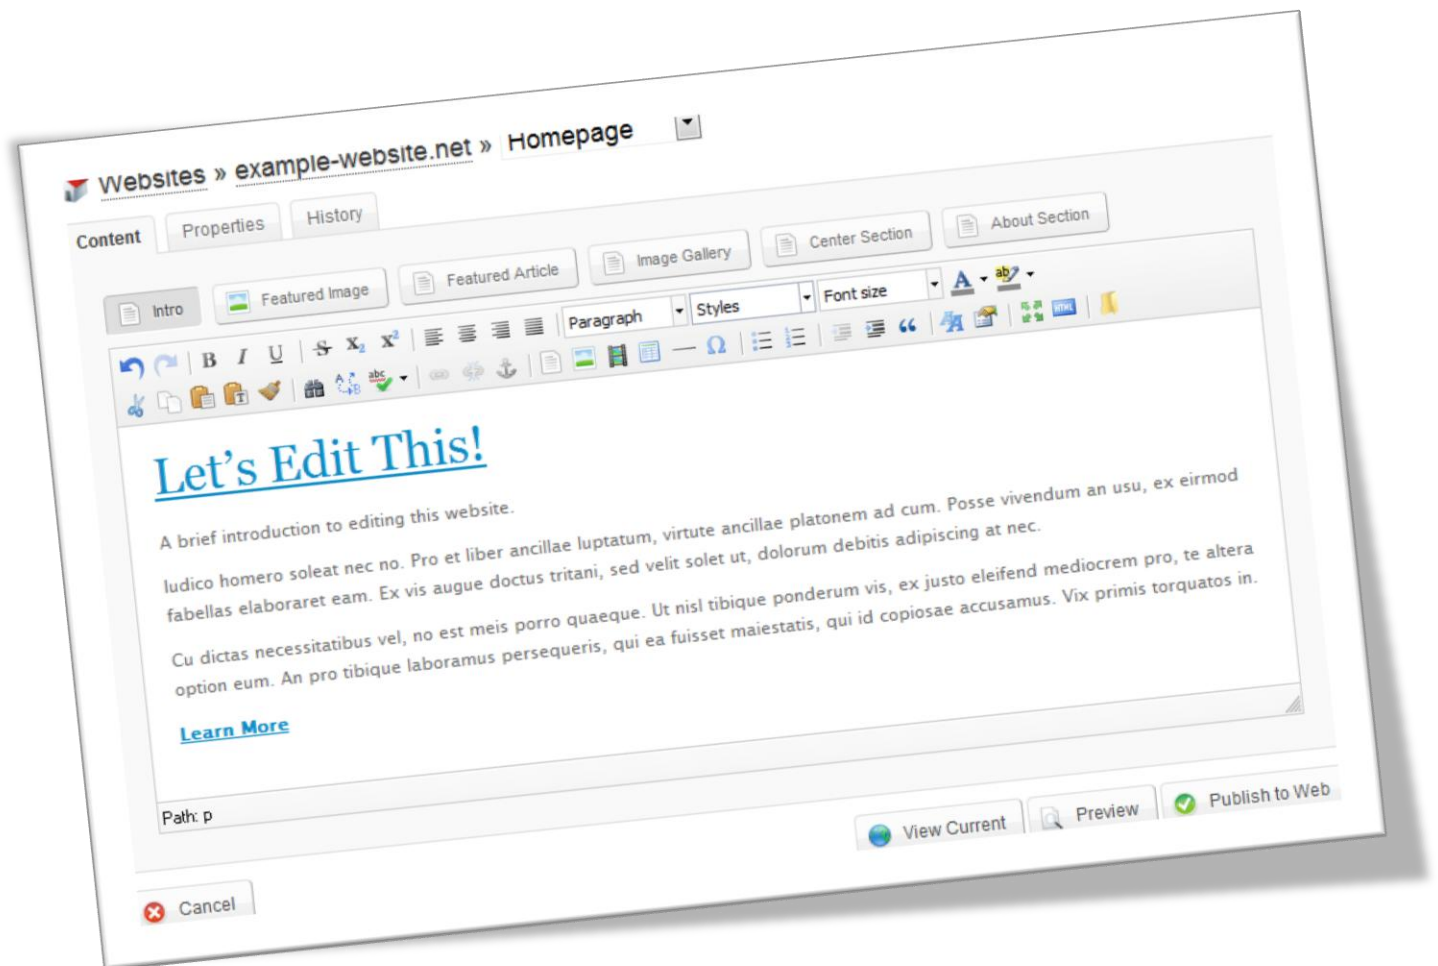 Websites » example-website.net » Homepage
Content Properties History
Intro Featured Image Featured Article Image Gallery Center Section About Section
B I U S X₂ X² Paragraph Styles Font size A ab
T A B abc Ω “ A HTML
Let’s Edit This!
A brief introduction to editing this website.
Iudico homero soleat nec no. Pro et liber ancillae luptatum, virtute ancillae platonem ad cum. Posse vivendum an usu, ex eirmod
fabellas elaboraret eam. Ex vis augue doctus tritani, sed velit solet ut, dolorum debitis adipiscing at nec.
Cu dictas necessitatibus vel, no est meis porro quaeque. Ut nisl tibique ponderum vis, ex justo eleifend mediocrem pro, te altera
option eum. An pro tibique laboramus persequeris, qui ea fuisset maiestatis, qui id copiosae accusamus. Vix primis torquatos in.
Learn More
Path: p
View Current Preview Publish to Web
Cancel